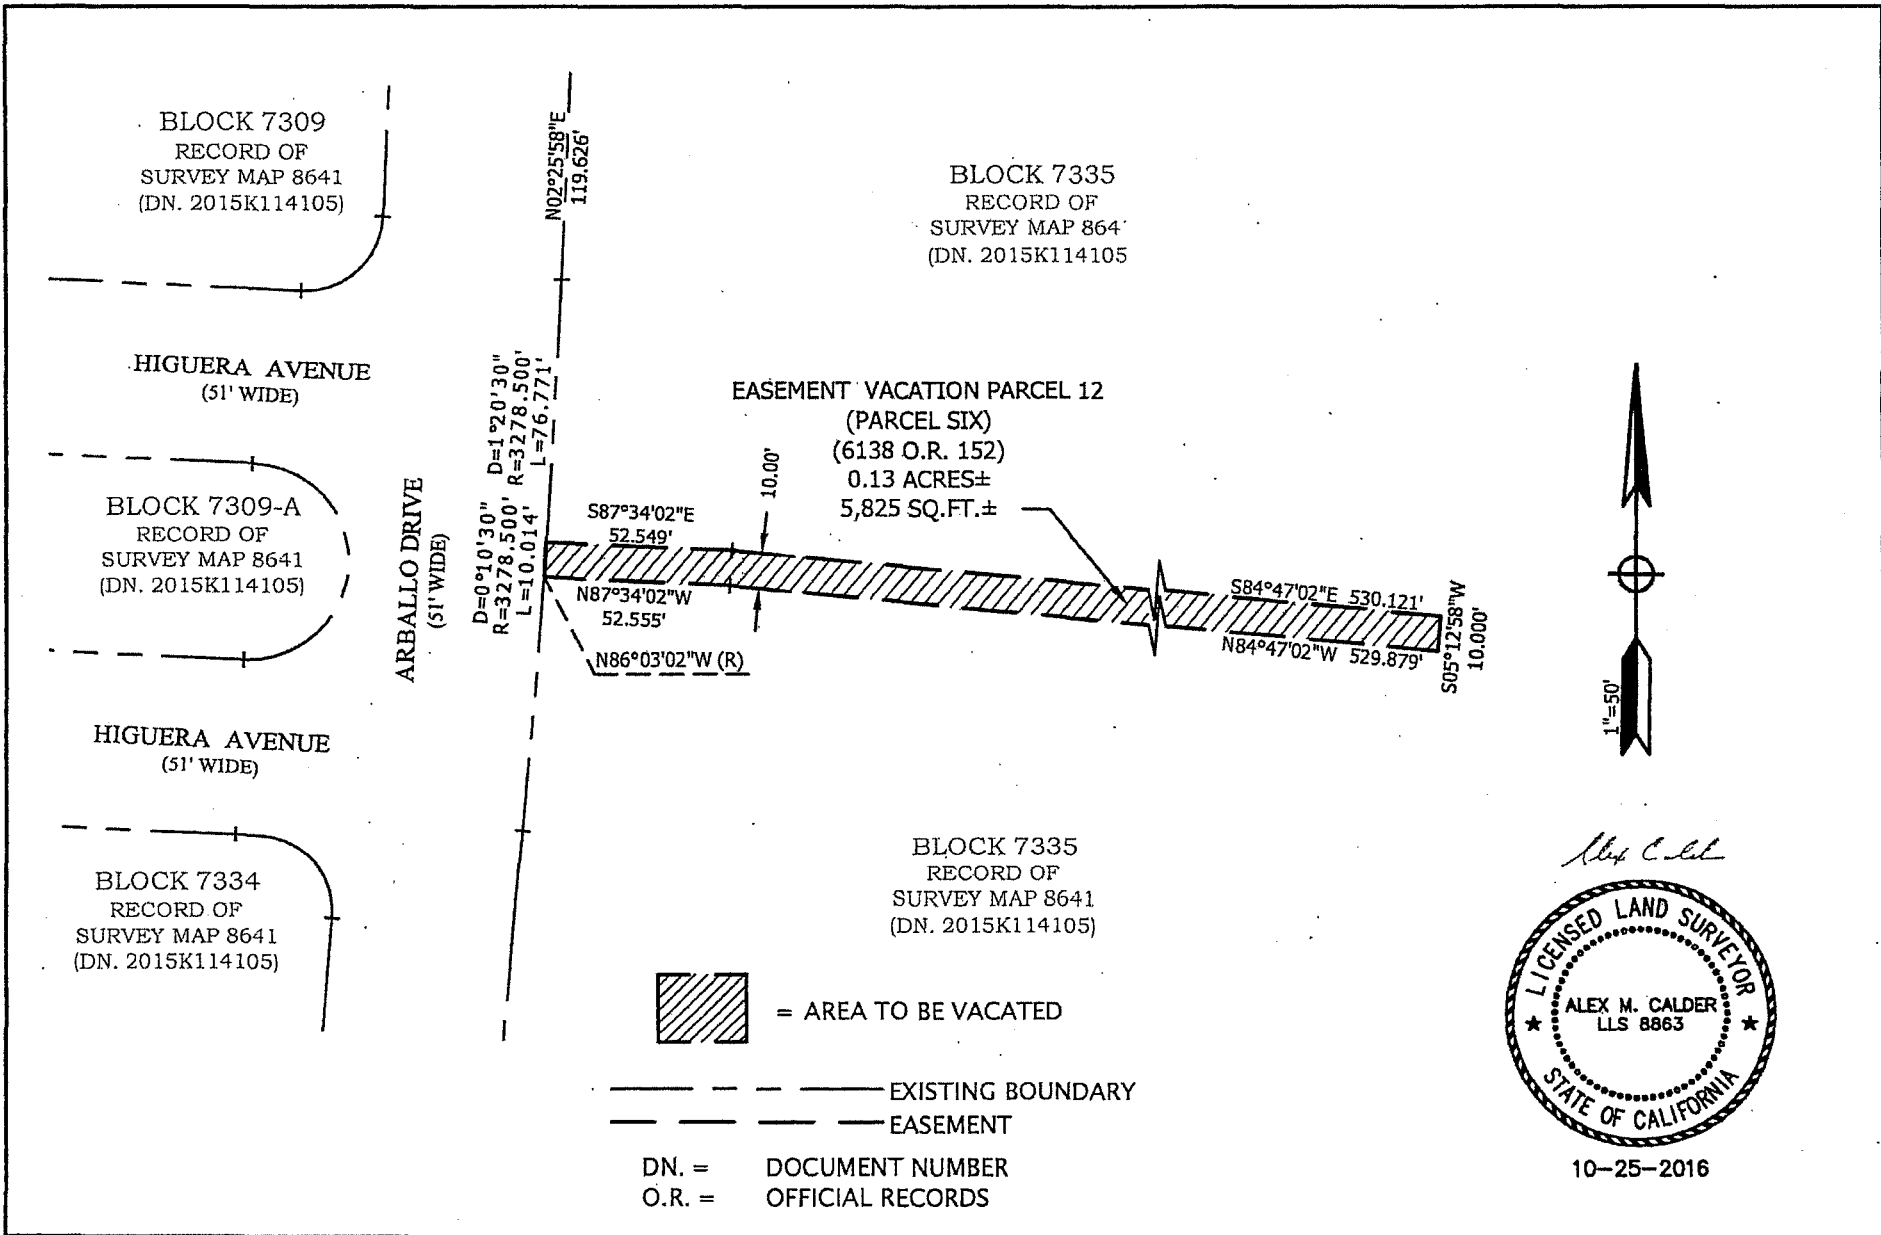 BLOCK 7309
RECORD OF
SURVEY MAP 8641
(DN. 2015K114105)
N02°25'58"E
119.626'
BLOCK 7335
RECORD OF
SURVEY MAP 864
(DN. 2015K114105
HIGUERA AVENUE
(51' WIDE)
D=1°20'30"
R=3278.500'
L=76.771'
EASEMENT VACATION PARCEL 12
(PARCEL SIX)
(6138 O.R. 152)
0.13 ACRES±
5,825 SQ.FT.±
10.00'
BLOCK 7309-A
RECORD OF
SURVEY MAP 8641
(DN. 2015K114105)
ARBALLO DRIVE
(51' WIDE)
D=0°10'30"
R=3278.500'
L=10.014'
S87°34'02"E
52.549'
N87°34'02"W
52.555'
N86°03'02"W (R)
S84°47'02"E 530.121'
N84°47'02"W 529.879'
S05°12'58"W
10.000'
1"=50'
HIGUERA AVENUE
(51' WIDE)
BLOCK 7334
RECORD OF
SURVEY MAP 8641
(DN. 2015K114105)
BLOCK 7335
RECORD OF
SURVEY MAP 8641
(DN. 2015K114105)
= AREA TO BE VACATED
EXISTING BOUNDARY
EASEMENT
DN. = DOCUMENT NUMBER
O.R. = OFFICIAL RECORDS
LICENSED LAND SURVEYOR
ALEX M. CALDER
LLS 8863
STATE OF CALIFORNIA
10-25-2016